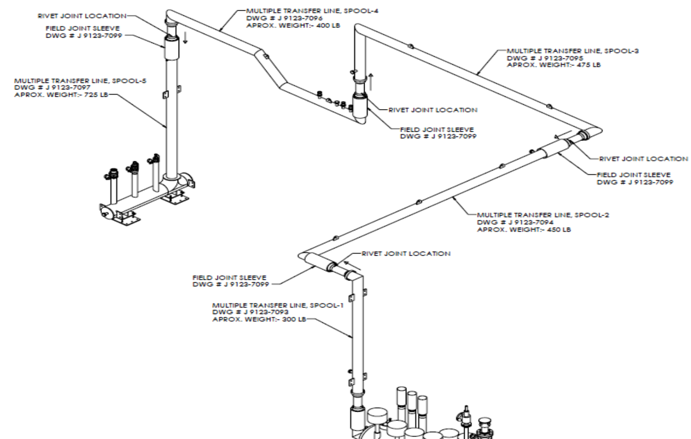 RIVET JOINT LOCATION
FIELD JOINT SLEEVE
DWG # J 9123-7099
MULTIPLE TRANSFER LINE, SPOOL-4
DWG # J 9123-7096
APROX. WEIGHT:- 400 LB
MULTIPLE TRANSFER LINE, SPOOL-3
DWG # J 9123-7095
APROX. WEIGHT:- 475 LB
MULTIPLE TRANSFER LINE, SPOOL-5
DWG # J 9123-7097
APROX. WEIGHT:- 725 LB
RIVET JOINT LOCATION
FIELD JOINT SLEEVE
DWG # J 9123-7099
RIVET JOINT LOCATION
FIELD JOINT SLEEVE
DWG # J 9123-7099
MULTIPLE TRANSFER LINE, SPOOL-2
DWG # J 9123-7094
APROX. WEIGHT:- 450 LB
RIVET JOINT LOCATION
FIELD JOINT SLEEVE
DWG # J 9123-7099
MULTIPLE TRANSFER LINE, SPOOL-1
DWG # J 9123-7093
APROX. WEIGHT:- 300 LB